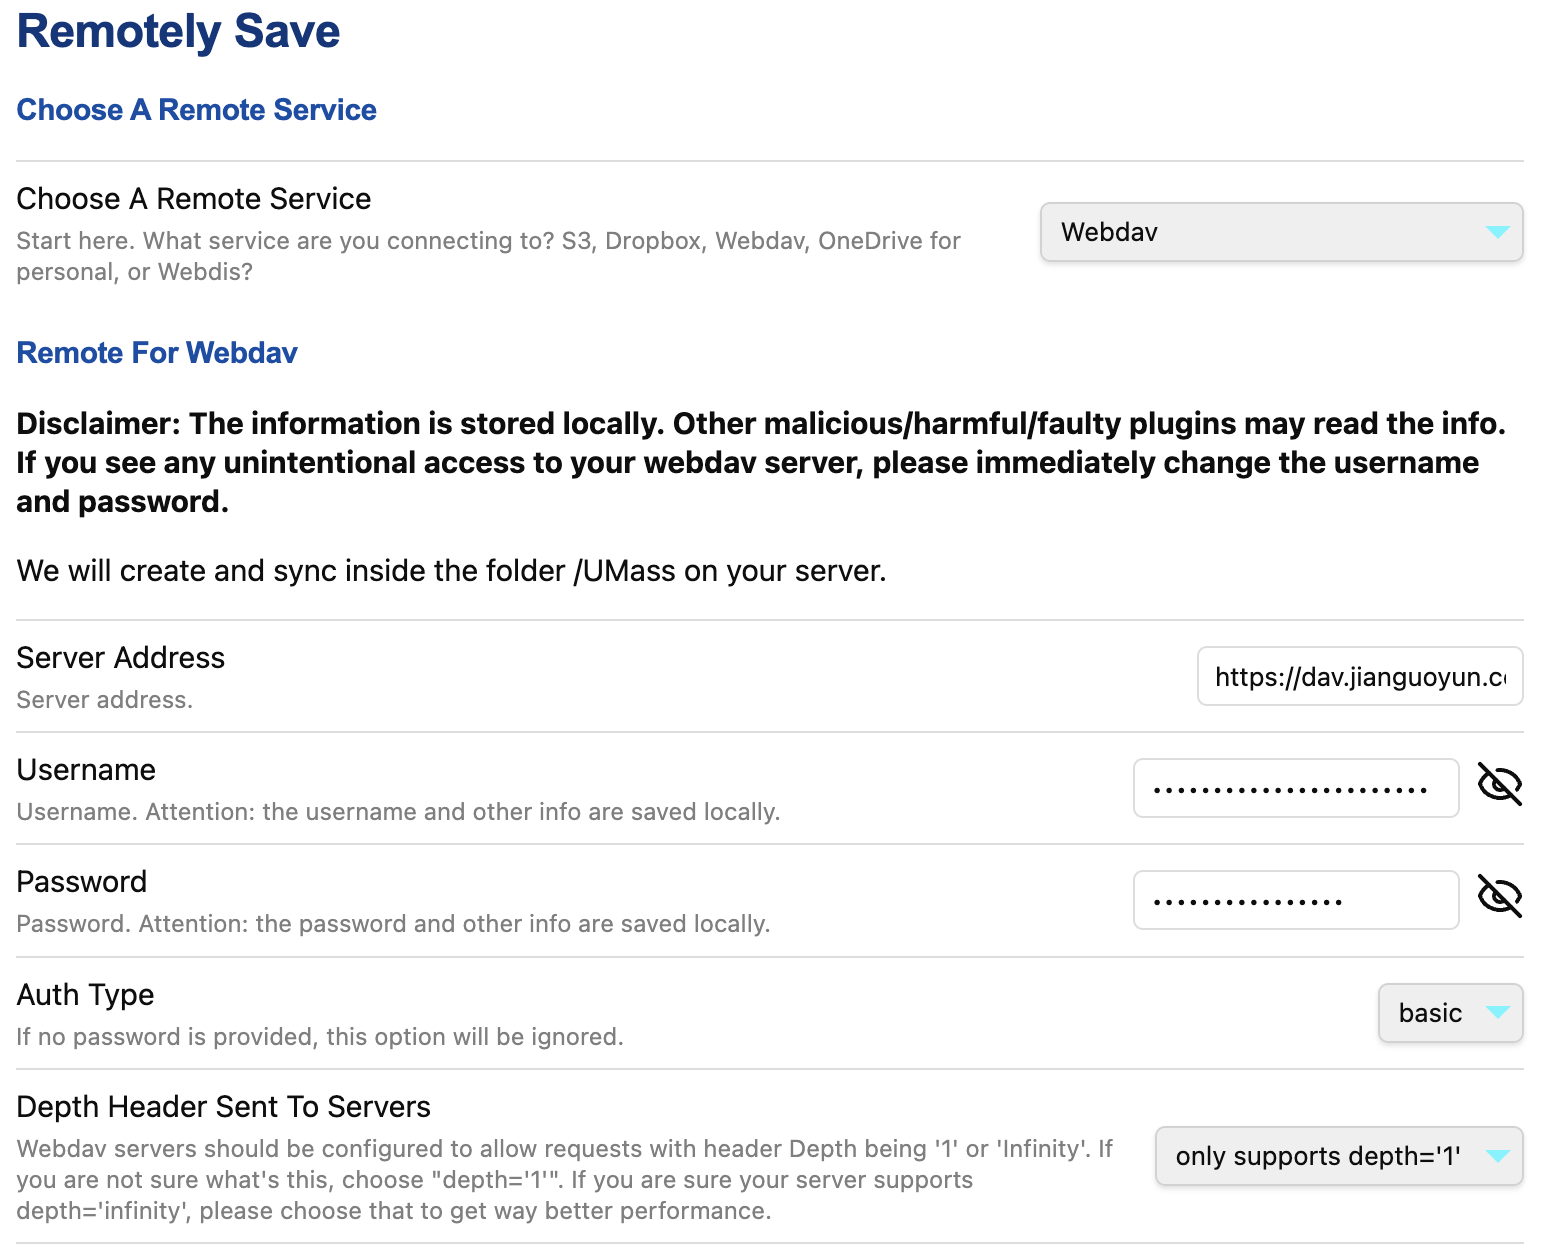 Remotely Save
Choose A Remote Service
Choose A Remote Service
Start here. What service are you connecting to? S3, Dropbox, Webdav, OneDrive for
personal, or Webdis?
Webdav
Remote For Webdav
Disclaimer: The information is stored locally. Other malicious/harmful/faulty plugins may read the info.
If you see any unintentional access to your webdav server, please immediately change the username
and password.
We will create and sync inside the folder /UMass on your server.
Server Address
Server address.
https://dav.jianguoyun.c
Username
Username. Attention: the username and other info are saved locally.
Password
Password. Attention: the password and other info are saved locally.
Auth Type
If no password is provided, this option will be ignored.
basic
Depth Header Sent To Servers
Webdav servers should be configured to allow requests with header Depth being '1' or 'Infinity'. If
you are not sure what's this, choose "depth='1'". If you are sure your server supports
depth='infinity', please choose that to get way better performance.
only supports depth='1'